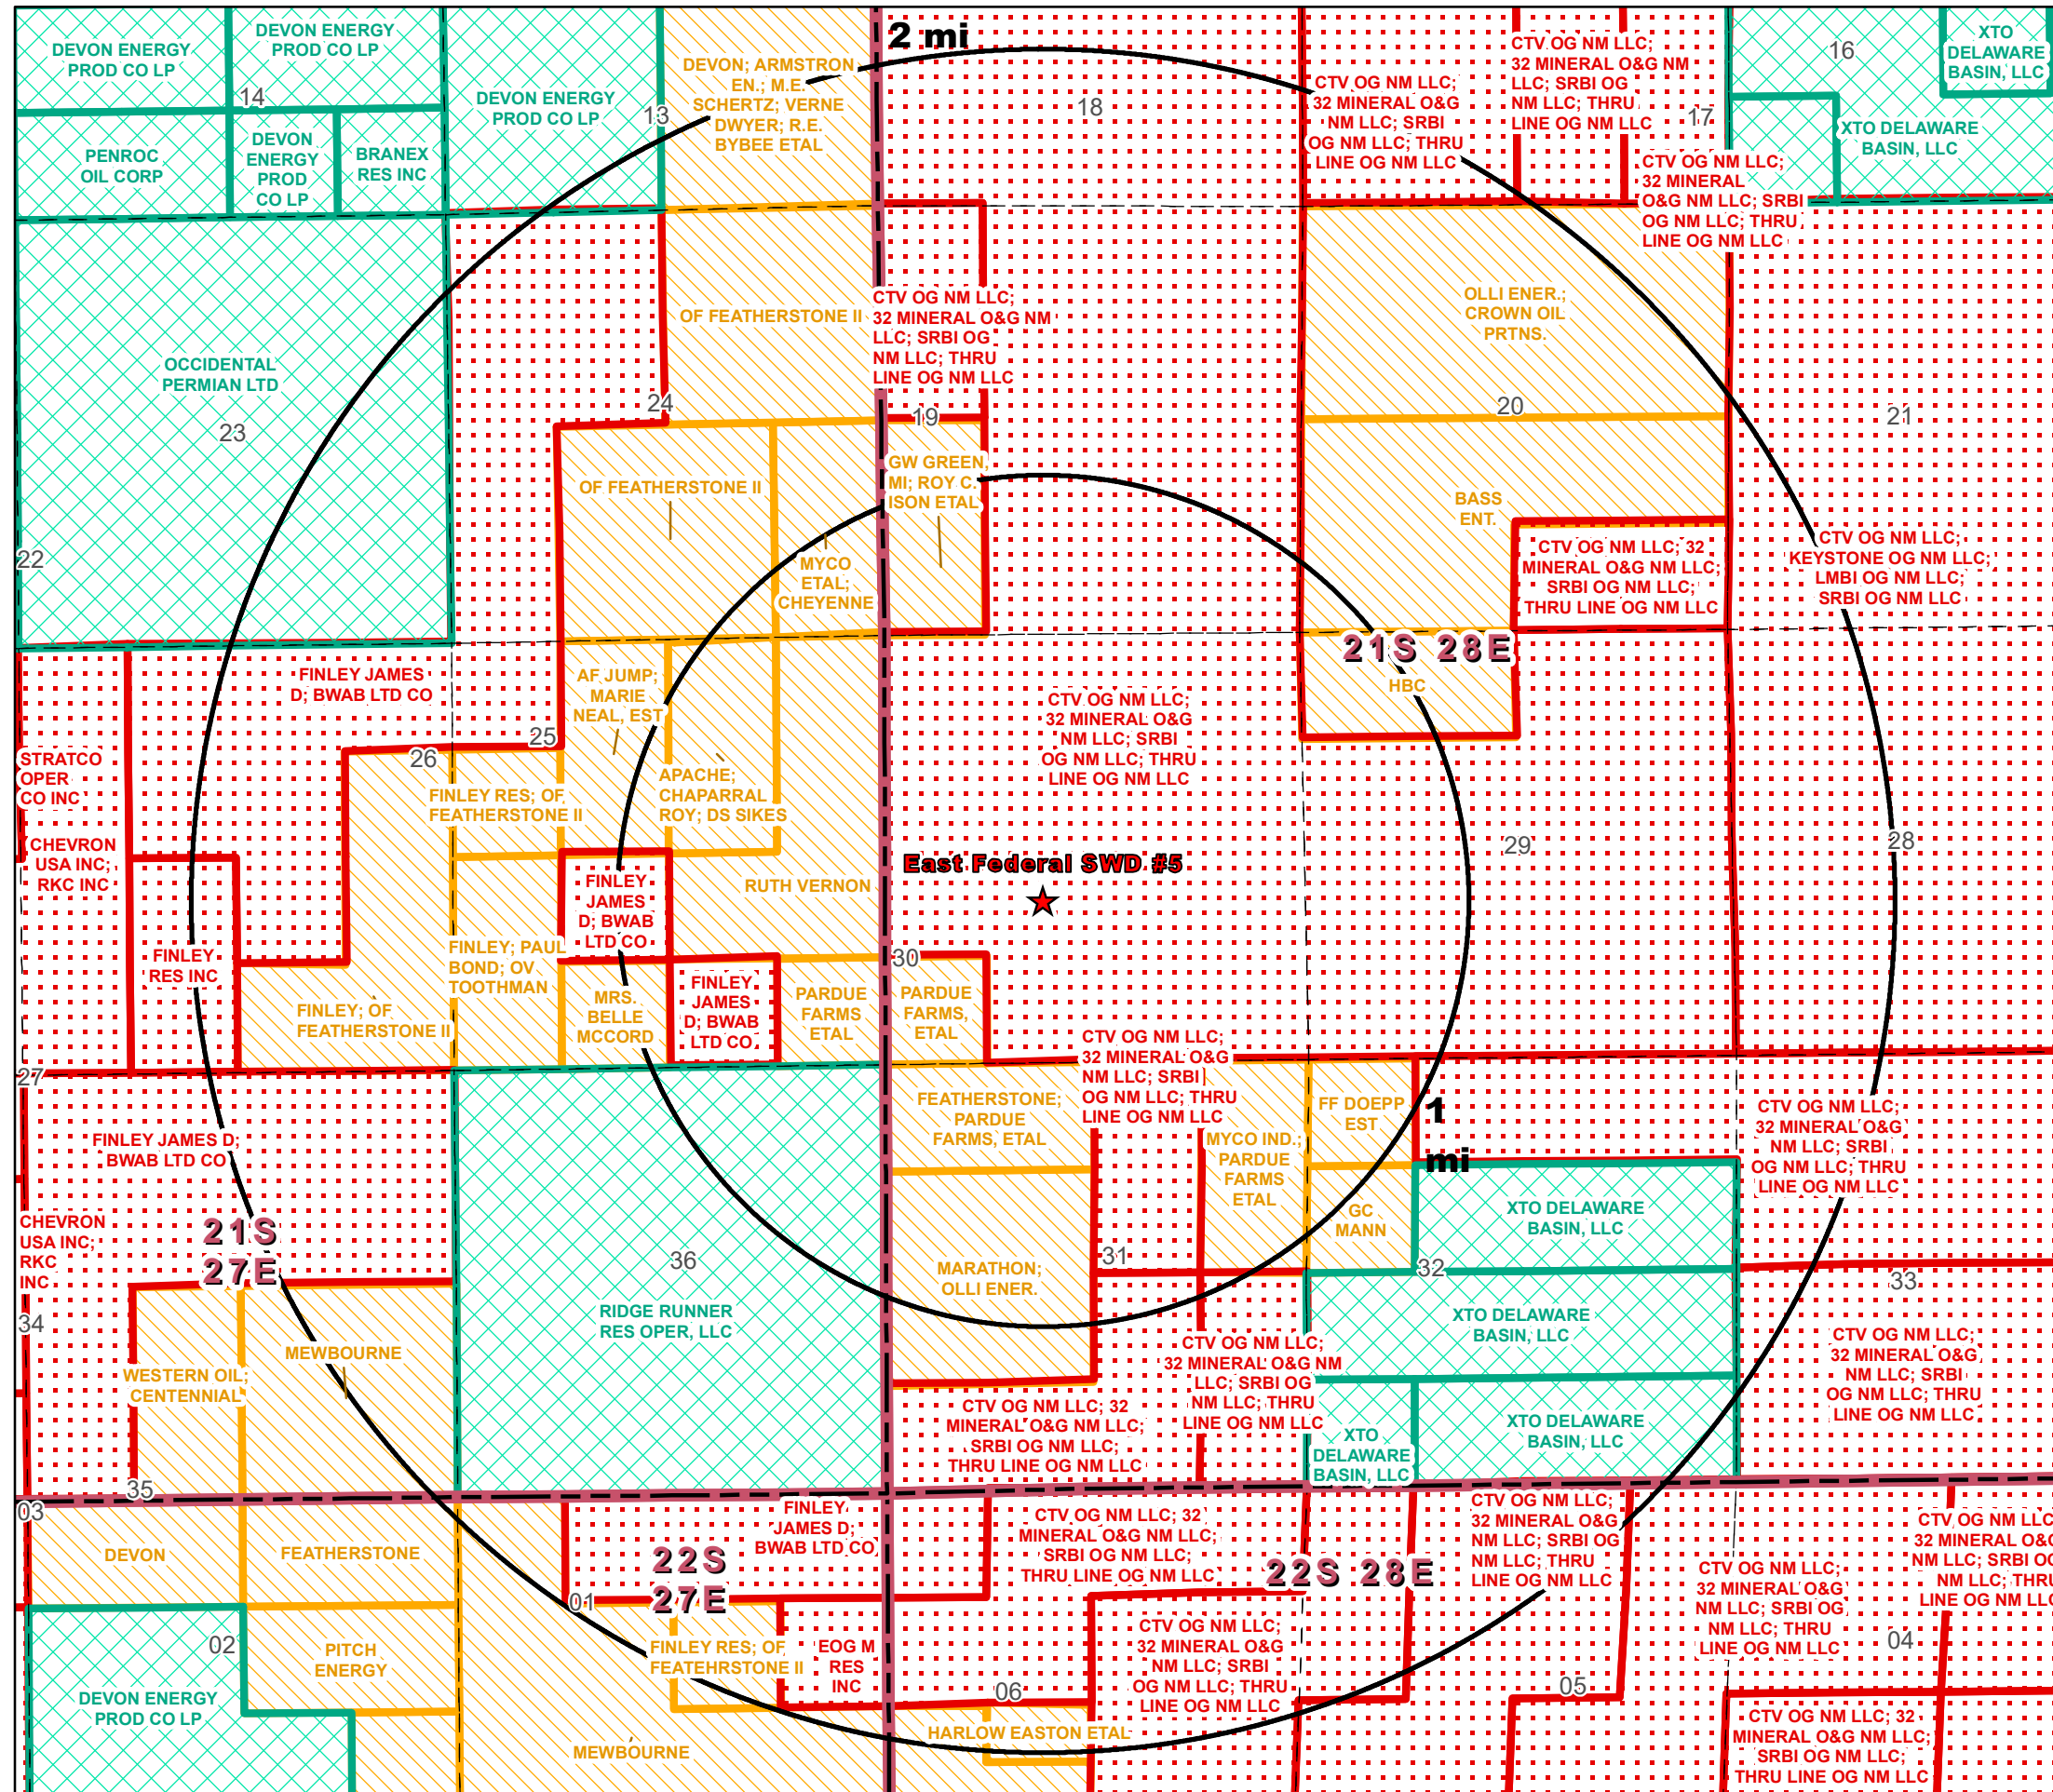 DEVON ENERGY
PROD CO LP
DEVON ENERGY
PROD CO LP
14
PENROC
OIL CORP
DEVON
ENERGY
PROD
CO LP
BRANEX
RES INC
DEVON ENERGY
PROD CO LP
13
DEVON; ARMSTRON
EN.; M.E.
SCHERTZ; VERNE
DWYER; R.E.
BYBEE ETAL
2 mi
18
CTV OG NM LLC;
32 MINERAL O&G
NM LLC; SRBI
OG NM LLC; THRU
LINE OG NM LLC
CTV OG NM LLC;
32 MINERAL O&G NM
LLC; SRBI OG
NM LLC; THRU
LINE OG NM LLC
17
CTV OG NM LLC;
32 MINERAL
O&G NM LLC; SRBI
OG NM LLC; THRU
LINE OG NM LLC
16
XTO
DELAWARE
BASIN, LLC
XTO DELAWARE
BASIN, LLC
OCCIDENTAL
PERMIAN LTD
23
22
24
OF FEATHERSTONE II
CTV OG NM LLC;
32 MINERAL O&G NM
LLC; SRBI OG
NM LLC; THRU
LINE OG NM LLC
19
OLLI ENER.;
CROWN OIL
PRTNS.
20
21
OF FEATHERSTONE II
GW GREEN,
MI; ROY C.
ISON ETAL
MYCO
ETAL;
CHEYENNE
BASS
ENT.
CTV OG NM LLC; 32
MINERAL O&G NM LLC;
SRBI OG NM LLC;
THRU LINE OG NM LLC
CTV OG NM LLC;
KEYSTONE OG NM LLC;
LMBI OG NM LLC;
SRBI OG NM LLC
21S 28E
HBC
FINLEY JAMES
D; BWAB LTD CO
AF JUMP;
MARIE
NEAL, EST
25
26
STRATCO
OPER
CO INC
FINLEY RES; OF
FEATHERSTONE II
APACHE;
CHAPARRAL
ROY; DS SIKES
CTV OG NM LLC;
32 MINERAL O&G
NM LLC; SRBI
OG NM LLC; THRU
LINE OG NM LLC
CHEVRON
USA INC;
RKC INC
FINLEY
JAMES
D; BWAB
LTD CO
RUTH VERNON
East Federal SWD #5
29
28
FINLEY
RES INC
FINLEY; PAUL
BOND; OV
TOOTHMAN
30
FINLEY; OF
FEATHERSTONE II
MRS.
BELLE
MCCORD
FINLEY
JAMES
D; BWAB
LTD CO
PARDUE
FARMS
ETAL
PARDUE
FARMS,
ETAL
27
CTV OG NM LLC;
32 MINERAL O&G
NM LLC; SRBI
OG NM LLC; THRU
LINE OG NM LLC
FEATHERSTONE;
PARDUE
FARMS, ETAL
MYCO IND.;
PARDUE
FARMS
ETAL
FF DOEPP
EST
1
mi
CTV OG NM LLC;
32 MINERAL O&G
NM LLC; SRBI
OG NM LLC; THRU
LINE OG NM LLC
FINLEY JAMES D;
BWAB LTD CO
GC
MANN
XTO DELAWARE
BASIN, LLC
CHEVRON
USA INC;
RKC
INC
21S
27E
36
31
32
33
MARATHON;
OLLI ENER.
34
RIDGE RUNNER
RES OPER, LLC
XTO DELAWARE
BASIN, LLC
CTV OG NM LLC;
32 MINERAL O&G NM
LLC; SRBI OG
NM LLC; THRU
LINE OG NM LLC
CTV OG NM LLC;
32 MINERAL O&G
NM LLC; SRBI
OG NM LLC; THRU
LINE OG NM LLC
MEWBOURNE
WESTERN OIL;
CENTENNIAL
CTV OG NM LLC; 32
MINERAL O&G NM LLC;
SRBI OG NM LLC;
THRU LINE OG NM LLC
XTO
DELAWARE
BASIN, LLC
XTO DELAWARE
BASIN, LLC
35
03
DEVON
FEATHERSTONE
FINLEY
JAMES D;
BWAB LTD CO
22S
27E
01
CTV OG NM LLC; 32
MINERAL O&G NM LLC;
SRBI OG NM LLC;
THRU LINE OG NM LLC
22S 28E
CTV OG NM LLC;
32 MINERAL O&G
NM LLC; SRBI OG
NM LLC; THRU
LINE OG NM LLC
CTV OG NM LLC;
32 MINERAL O&G
NM LLC; SRBI OG
NM LLC; THRU
LINE OG NM LLC
CTV OG NM LLC
32 MINERAL O&G
NM LLC; SRBI OG
NM LLC; THRU
LINE OG NM LLC
02
PITCH
ENERGY
FINLEY RES; OF
FEATEHRSTONE II
EOG M
RES
INC
CTV OG NM LLC;
32 MINERAL O&G
NM LLC; SRBI
OG NM LLC; THRU
LINE OG NM LLC
04
05
06
DEVON ENERGY
PROD CO LP
MEWBOURNE
HARLOW EASTON ETAL
CTV OG NM LLC; 32
MINERAL O&G NM LLC;
SRBI OG NM LLC;
THRU LINE OG NM LLC